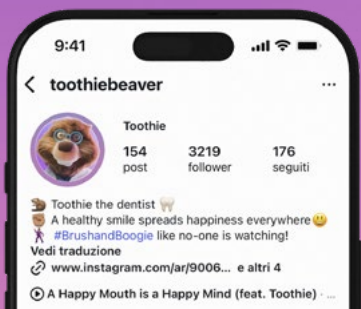 9:41
toothiebeaver
Toothie
154 3219 176
post follower seguiti
🦫 Toothie the dentist 🦷
A healthy smile spreads happiness everywhere😃
#BrushandBoogie like no-one is watching!
Vedi traduzione
www.instagram.com/ar/9006... e altri 4
A Happy Mouth is a Happy Mind (feat. Toothie) · ...